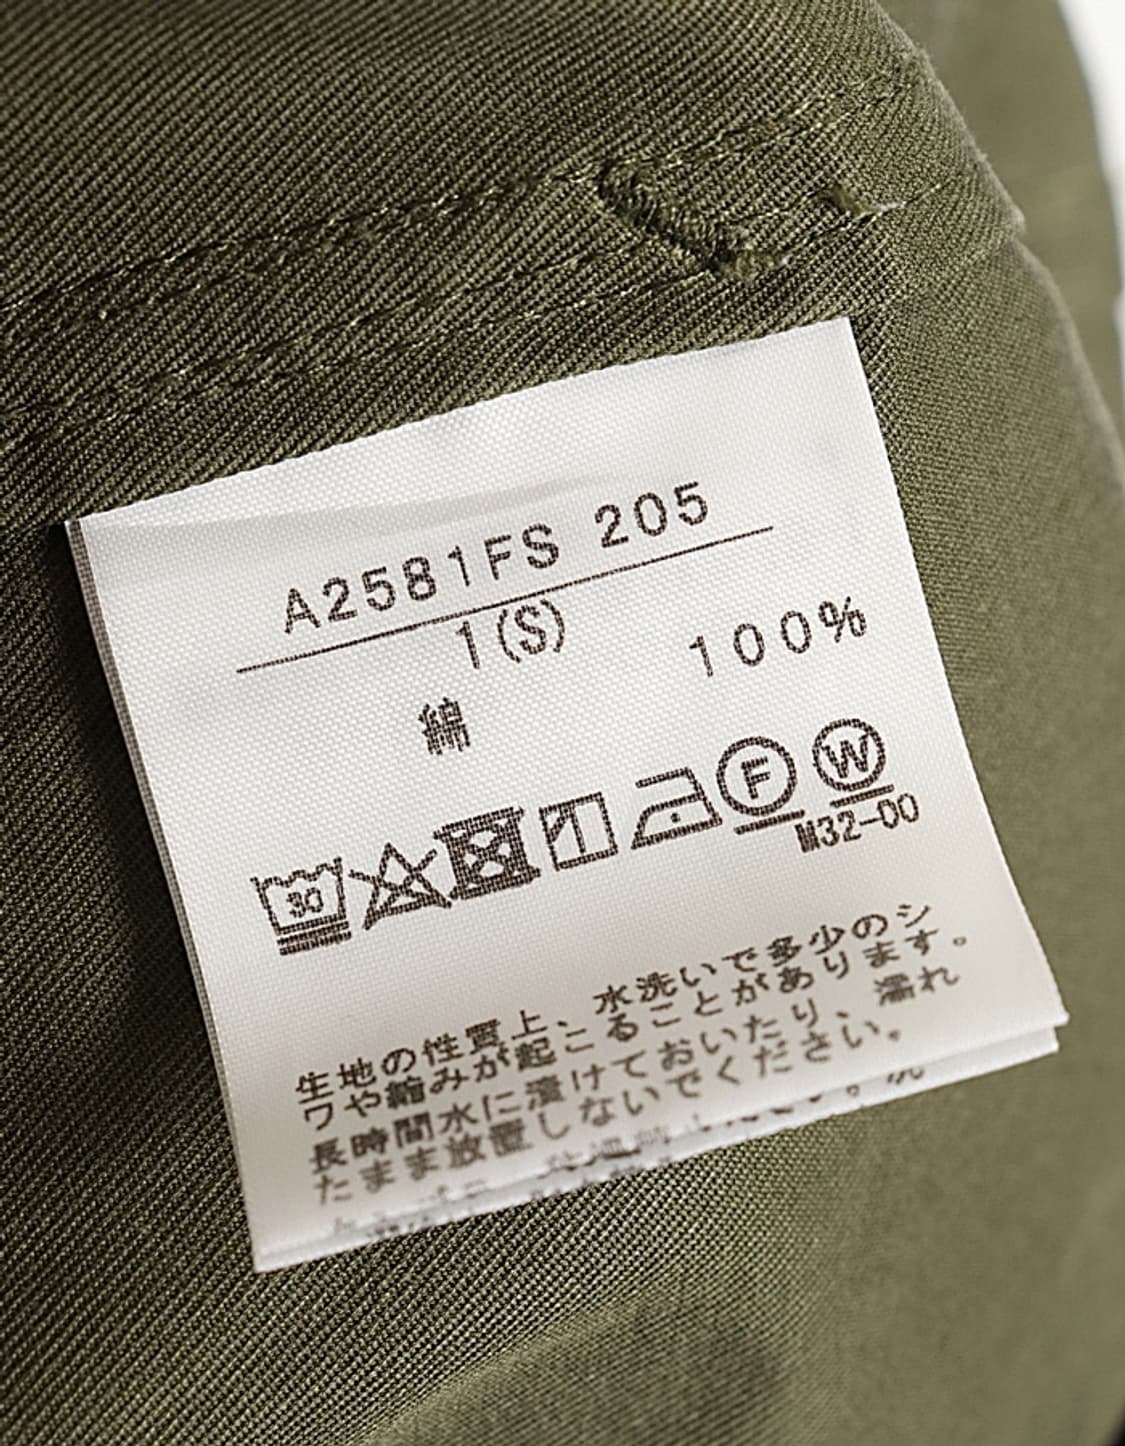 A2581FS 205
1(S)
綿 100%
30 F W
M32-00
生地の性質上、水洗いで多少のシ
ワや縮みが起こることがあります。
長時間水に漬けておいたり、濡れ
たまま放置しないでください。